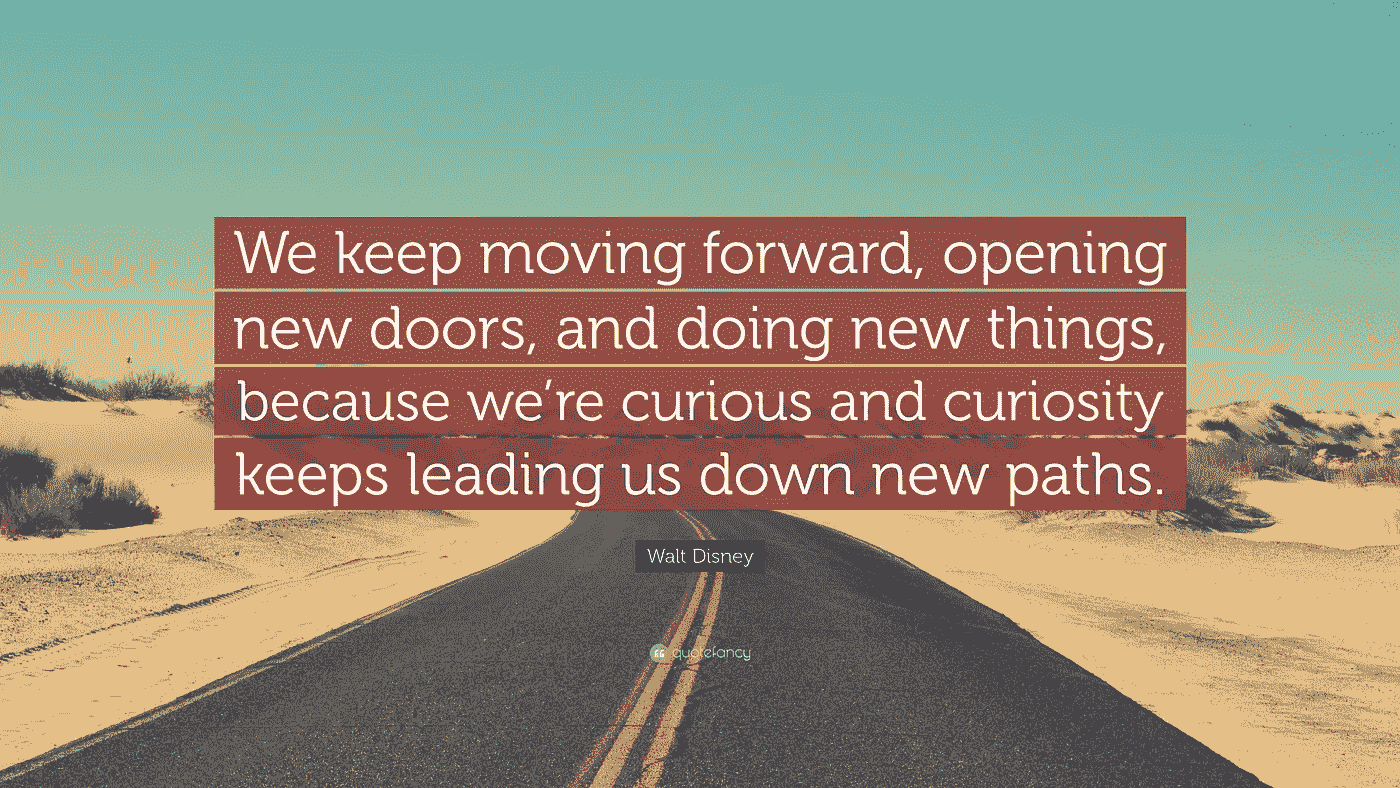 We keep moving forward, opening
new doors, and doing new things,
because we’re curious and curiosity
keeps leading us down new paths.
Walt Disney
quotefancy